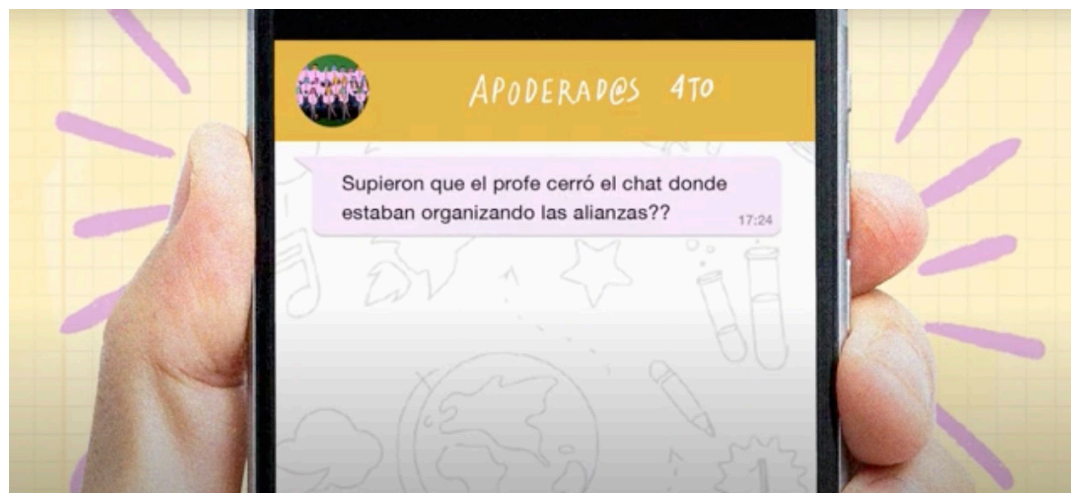 APODERAD@S 4TO
Supieron que el profe cerró el chat donde
estaban organizando las alianzas??
17:24